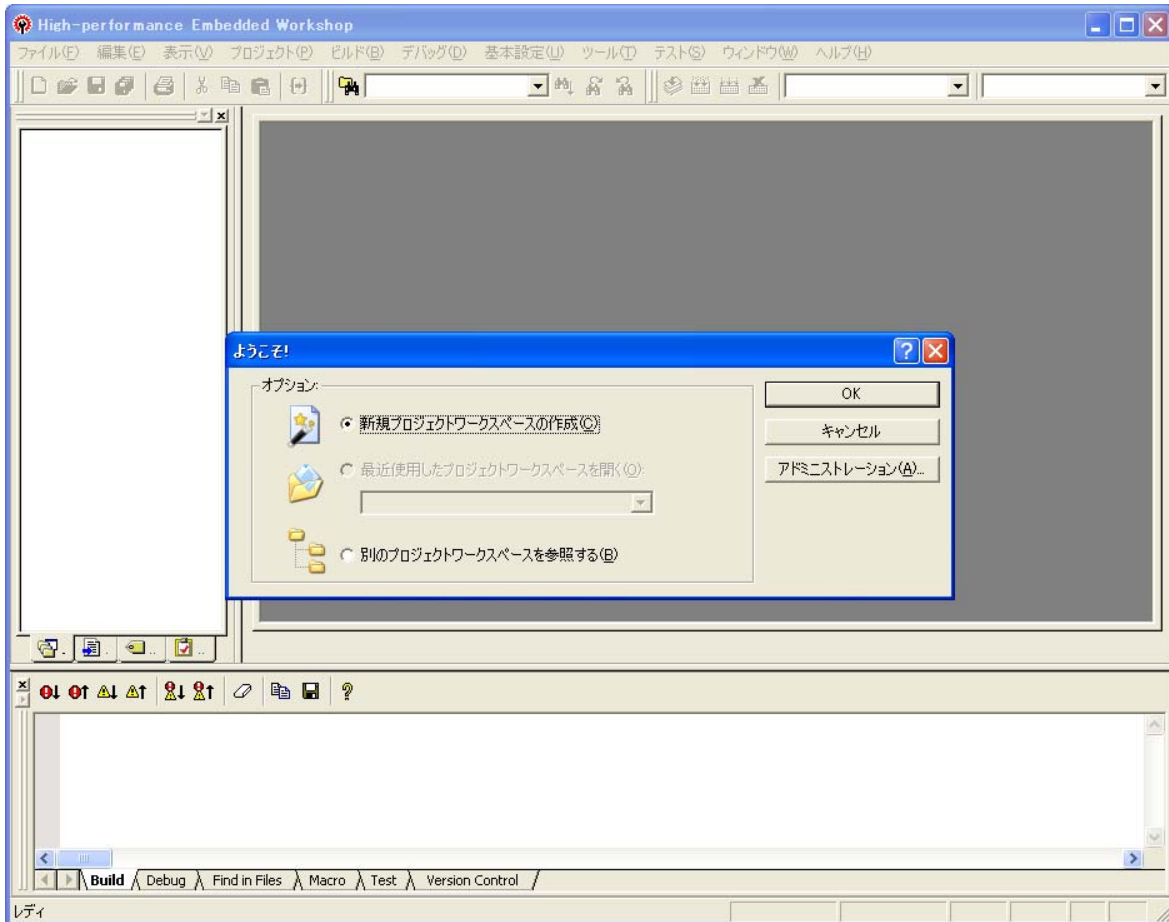 High-performance Embedded Workshop
ファイル(F) 編集(E) 表示(V) プロジェクト(P) ビルド(B) デバッグ(D) 基本設定(U) ツール(T) テスト(S) ウィンドウ(W) ヘルプ(H)
ようこそ!
オプション:
新規プロジェクトワークスペースの作成(C)
最近使用したプロジェクトワークスペースを開く(O):
別のプロジェクトワークスペースを参照する(B)
OK
キャンセル
アドミニストレーション(A)...
Build Debug Find in Files Macro Test Version Control
レディ